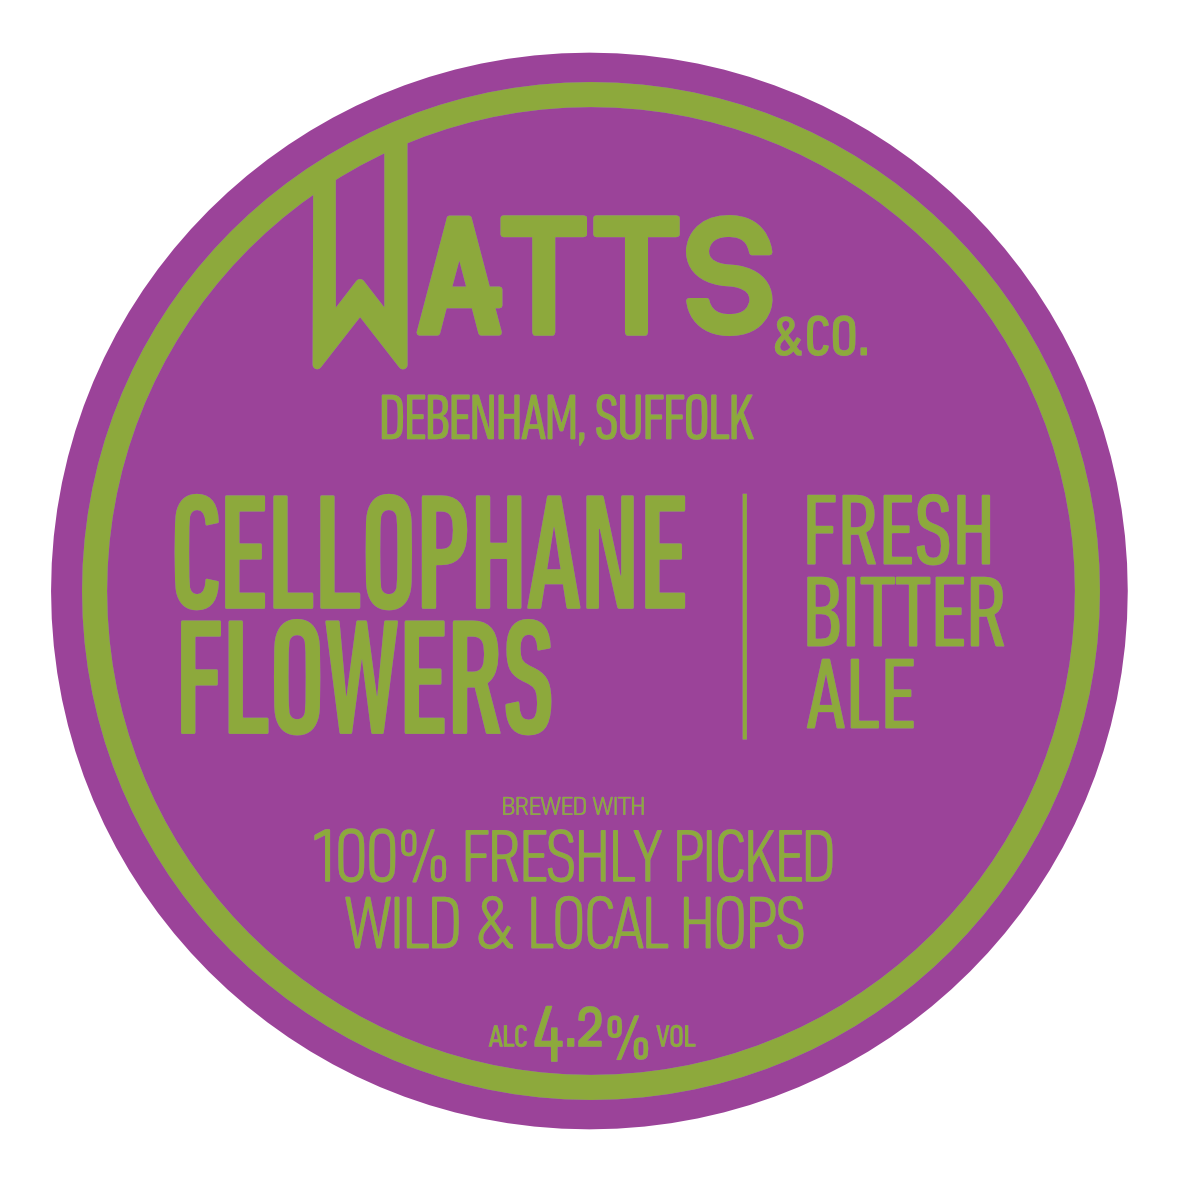 WATTS &CO.
DEBENHAM, SUFFOLK
CELLOPHANE
FLOWERS
FRESH
BITTER
ALE
BREWED WITH
100% FRESHLY PICKED
WILD & LOCAL HOPS
ALC 4.2% VOL